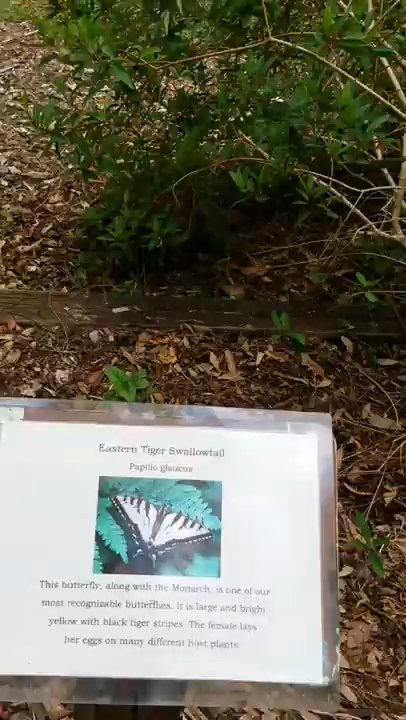 Eastern Tiger Swallowtail
Papilio glaucus
This butterfly, along with the Monarch, is one of our
most recognizable butterflies. It is large and bright
yellow with black tiger stripes. The female lays
her eggs on many different host plants.